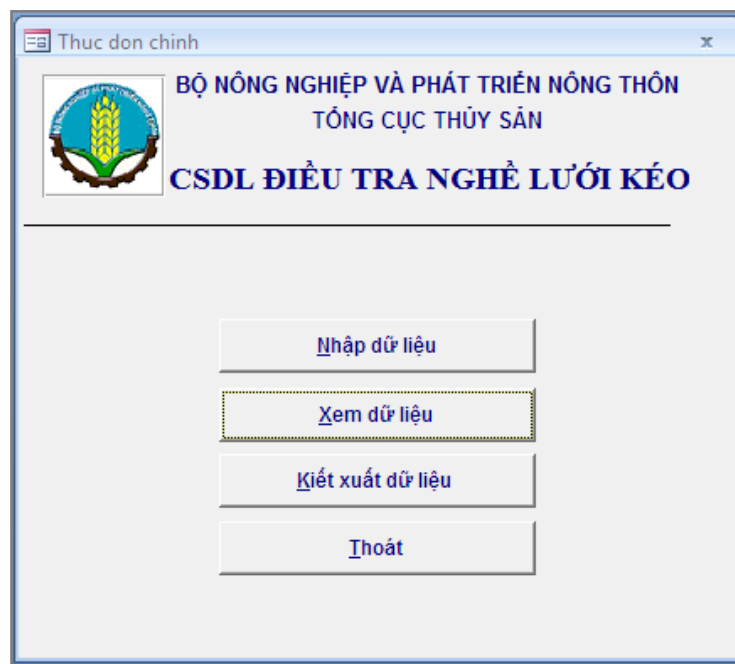 Thuc don chinh
BỘ NÔNG NGHIỆP VÀ PHÁT TRIỂN NÔNG THÔN
TỔNG CỤC THỦY SẢN
CSDL ĐIỀU TRA NGHỀ LƯỚI KÉO
Nhập dữ liệu
Xem dữ liệu
Kiết xuất dữ liệu
Thoát